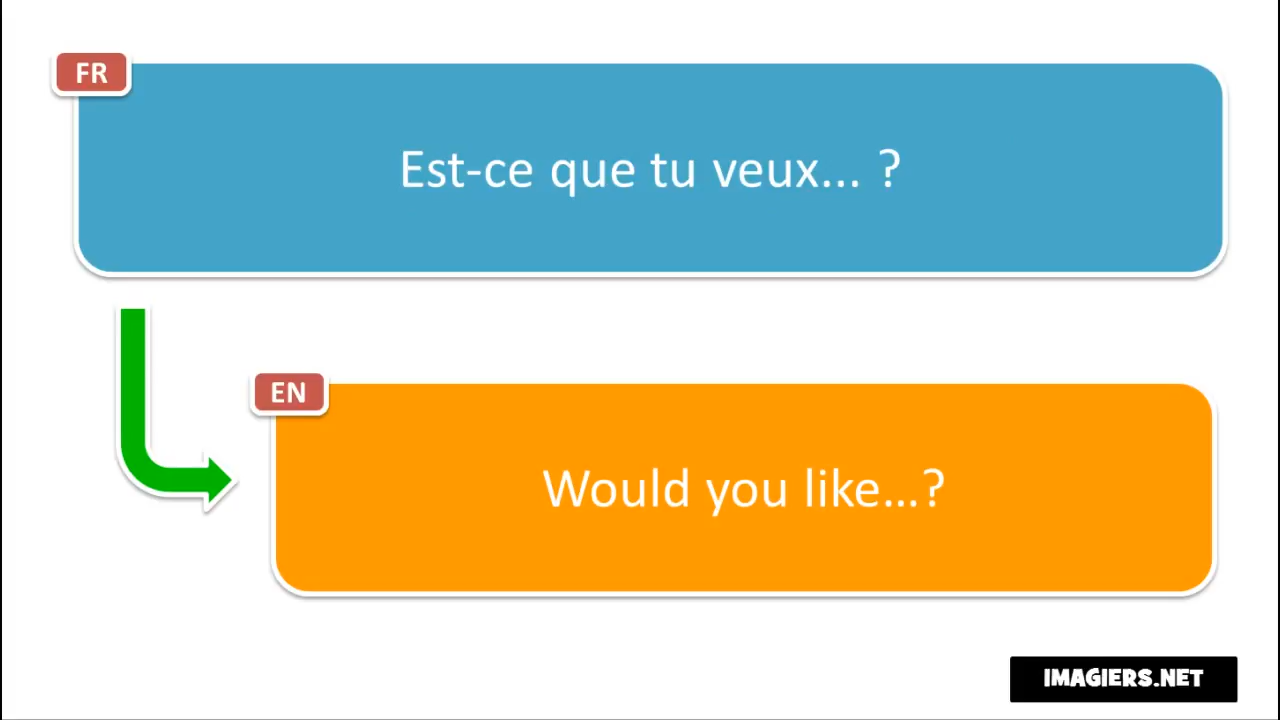 FR
Est-ce que tu veux... ?
EN
Would you like...?
IMAGIERS.NET